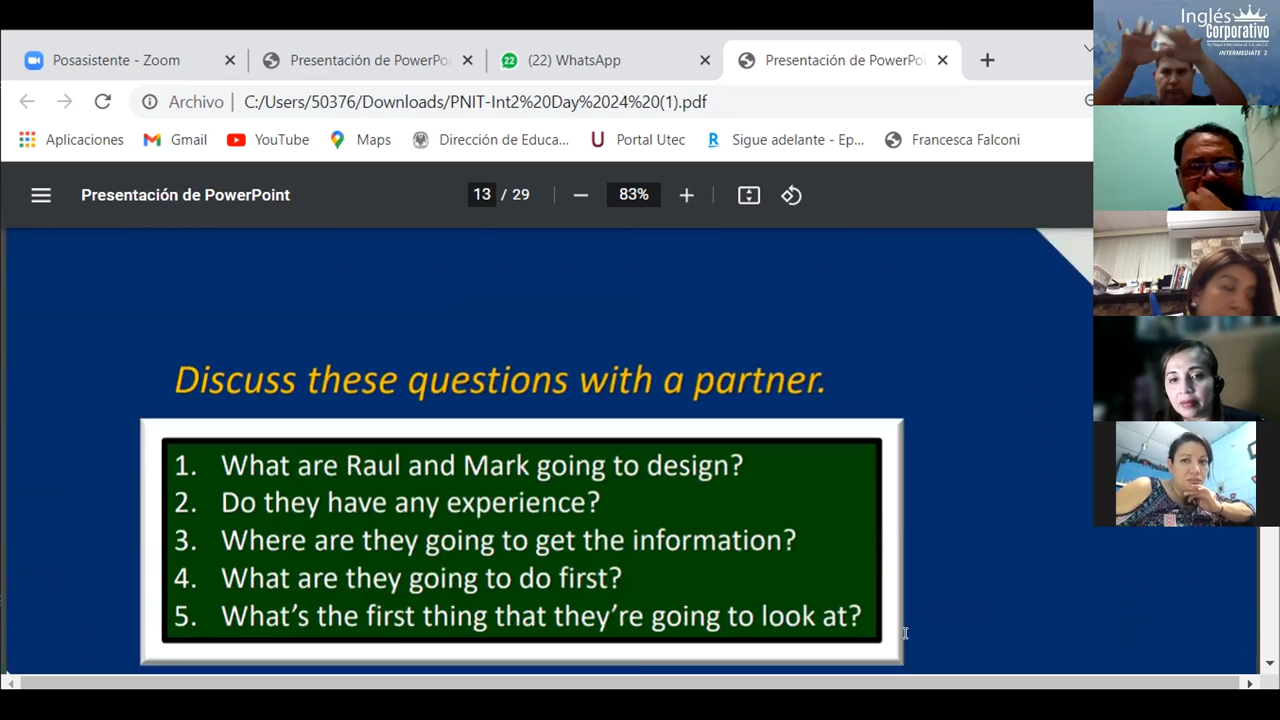 Posasistente - Zoom
Presentación de PowerPoi
(22) WhatsApp
Presentación de PowerPoi
Archivo C:/Users/50376/Downloads/PNIT-Int2%20Day%2024%20(1).pdf
Aplicaciones Gmail YouTube Maps Dirección de Educa... Portal Utec Sigue adelante - Ep... Francesca Falconi
Presentación de PowerPoint 13 / 29 83%
Discuss these questions with a partner.
1. What are Raul and Mark going to design?
2. Do they have any experience?
3. Where are they going to get the information?
4. What are they going to do first?
5. What's the first thing that they're going to look at?
Inglés
Corporativo
INTERMEDIATE 2